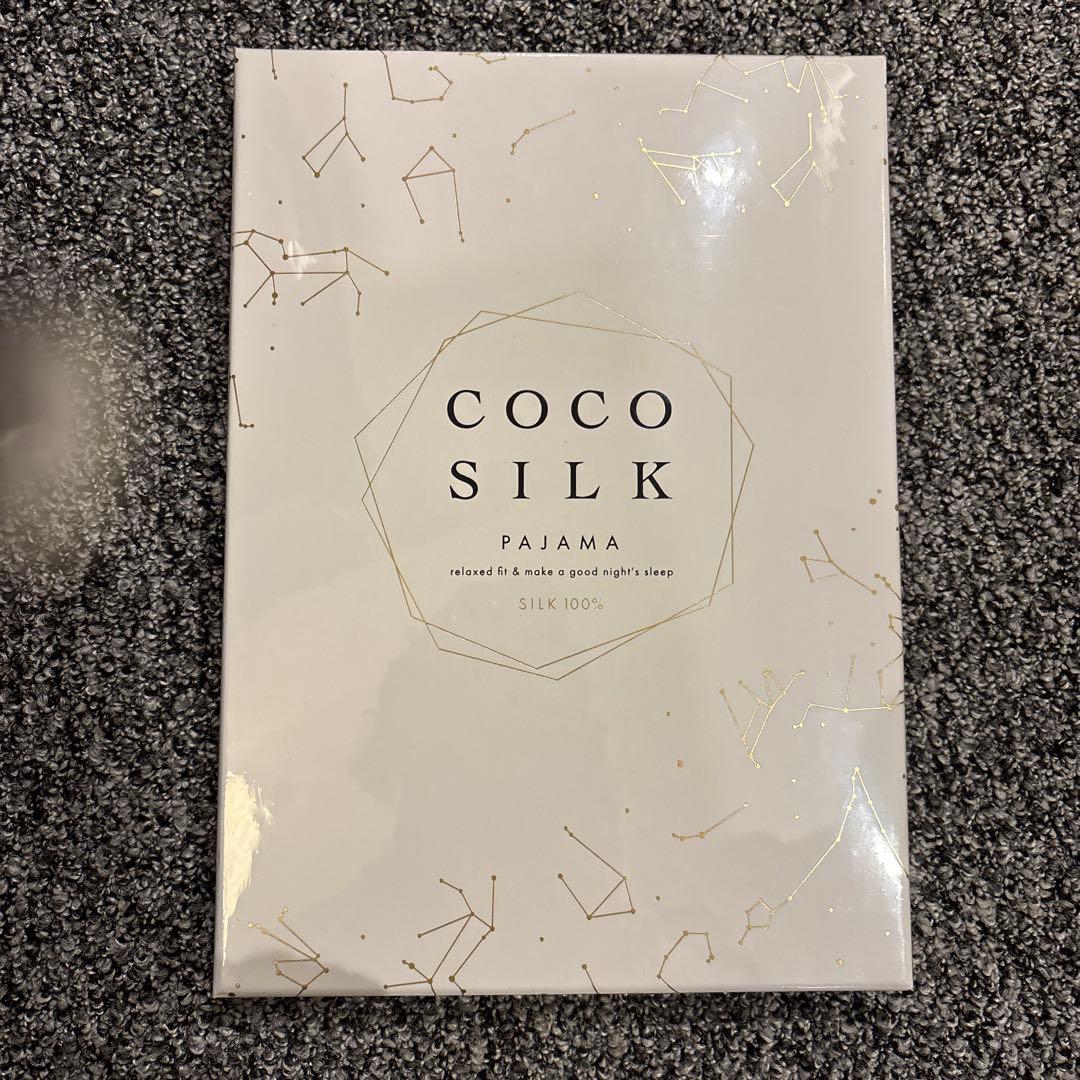 COCO
SILK
PAJAMA
relaxed fit & make a good night's sleep
SILK 100%